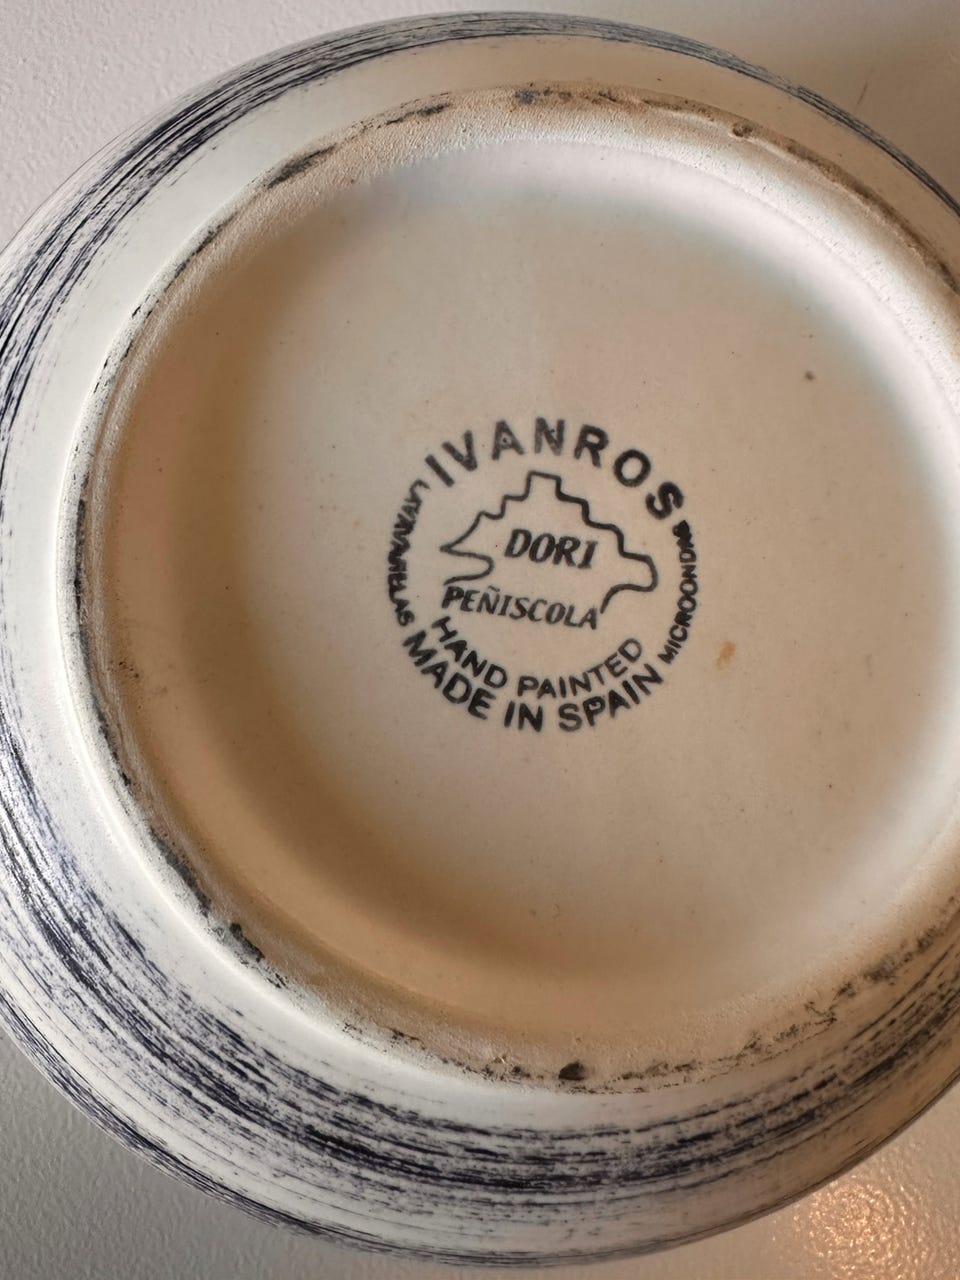 IVANROS
DORI
PEÑISCOLA
HAND PAINTED
MADE IN SPAIN
LAVAVAJILLAS
MICROONDAS